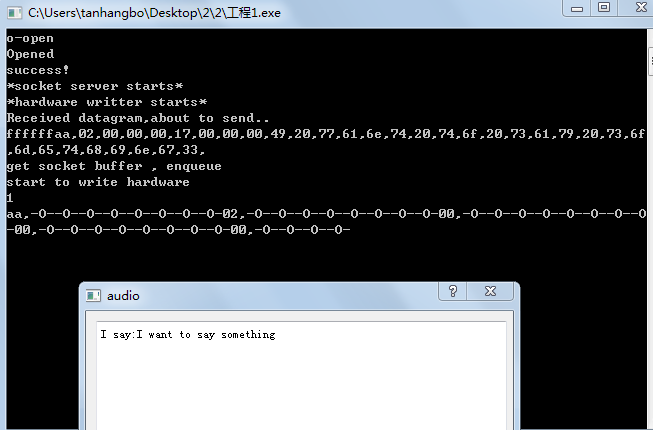 C:\Users\tanhangbo\Desktop\2\2\工程1.exe
o-open
Opened
success!
*socket server starts*
*hardware writter starts*
Received datagram,about to send..
ffffffaa,02,00,00,00,17,00,00,00,49,20,77,61,6e,74,20,74,6f,20,73,61,79,20,73,6f
,6d,65,74,68,69,6e,67,33,
get socket buffer , enqueue
start to write hardware
1
aa,-0--0--0--0--0--0--0--0--0-02,-0--0--0--0--0--0--0--0--0-00,-0--0--0--0--0--0--0--0--0
-00,-0--0--0--0--0--0--0--0--0-00,-0--0--0--0-
audio
I say:I want to say something